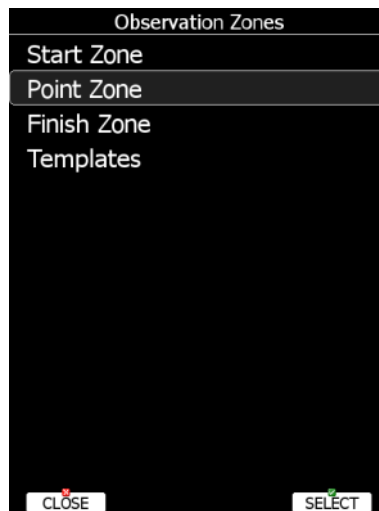 Observation Zones
Start Zone
Point Zone
Finish Zone
Templates
CLOSE SELECT